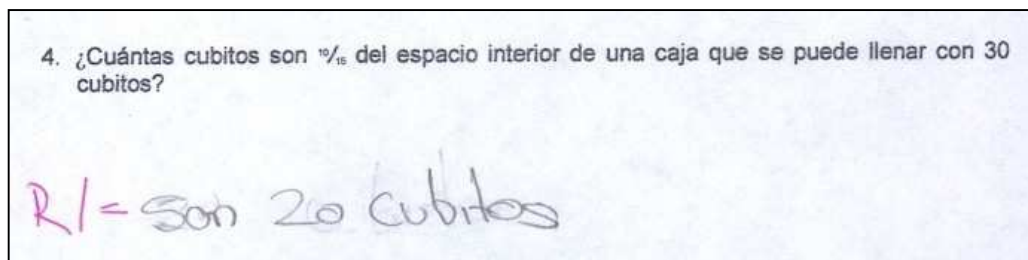 4. ¿Cuántas cubitos son ¹⁰/₁₅ del espacio interior de una caja que se puede llenar con 30
cubitos?
R/= Son 20 cubitos